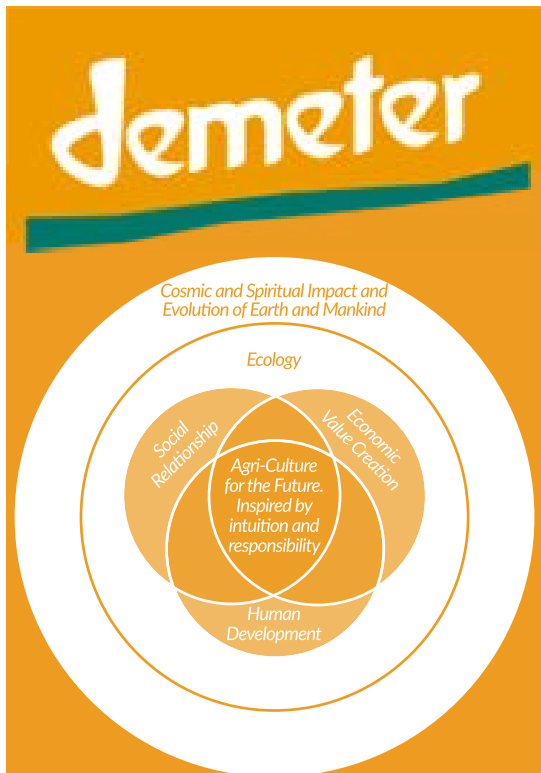 demeter
Cosmic and Spiritual Impact and
Evolution of Earth and Mankind
Ecology
Social
Relationship
Economic
Value Creation
Agri-Culture
for the Future.
Inspired by
intuition and
responsibility
Human
Development